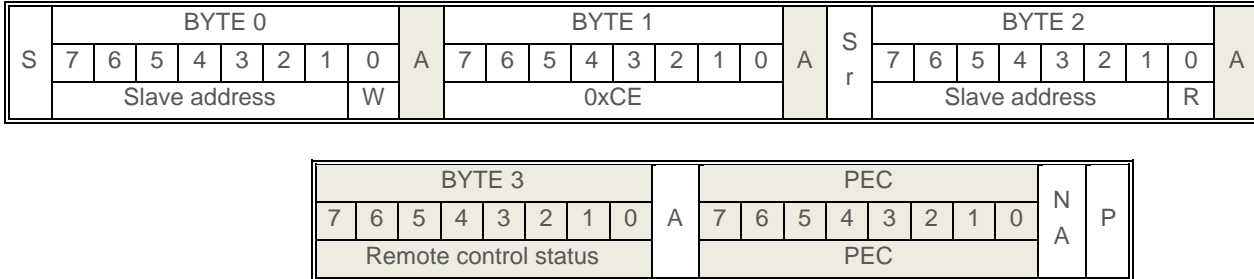 BYTE 0 BYTE 1 BYTE 2
S 7 6 5 4 3 2 1 0 A 7 6 5 4 3 2 1 0 A Sr 7 6 5 4 3 2 1 0 A
Slave address W 0xCE Slave address R
BYTE 3 PEC
7 6 5 4 3 2 1 0 A 7 6 5 4 3 2 1 0 NA P
Remote control status PEC